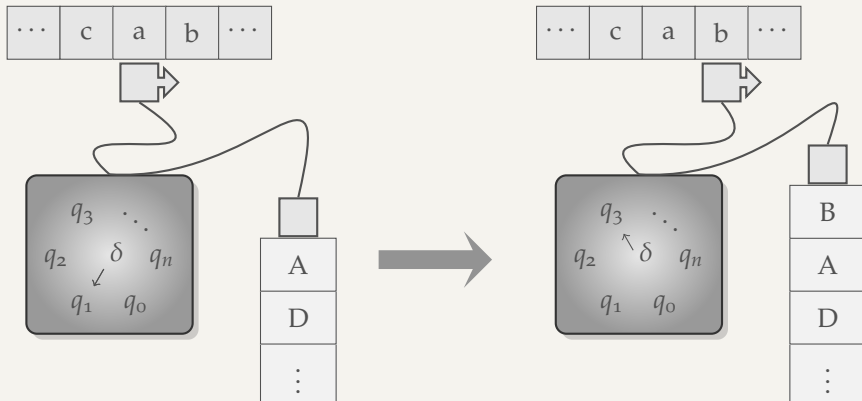 ⋯ c a b ⋯
q₃ ⋱
q₂ δ qₙ
q₁ q₀
A
D
⋮
⋯ c a b ⋯
q₃ ⋱
q₂ δ qₙ
q₁ q₀
B
A
D
⋮